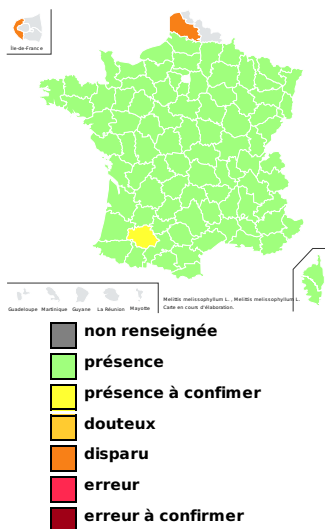 Île-de-France
Guadeloupe Martinique Guyane La Réunion Mayotte
Melittis melissophyllum L. , Melittis melissophyllum L.
Carte en cours d'élaboration.
non renseignée
présence
présence à confimer
douteux
disparu
erreur
erreur à confirmer